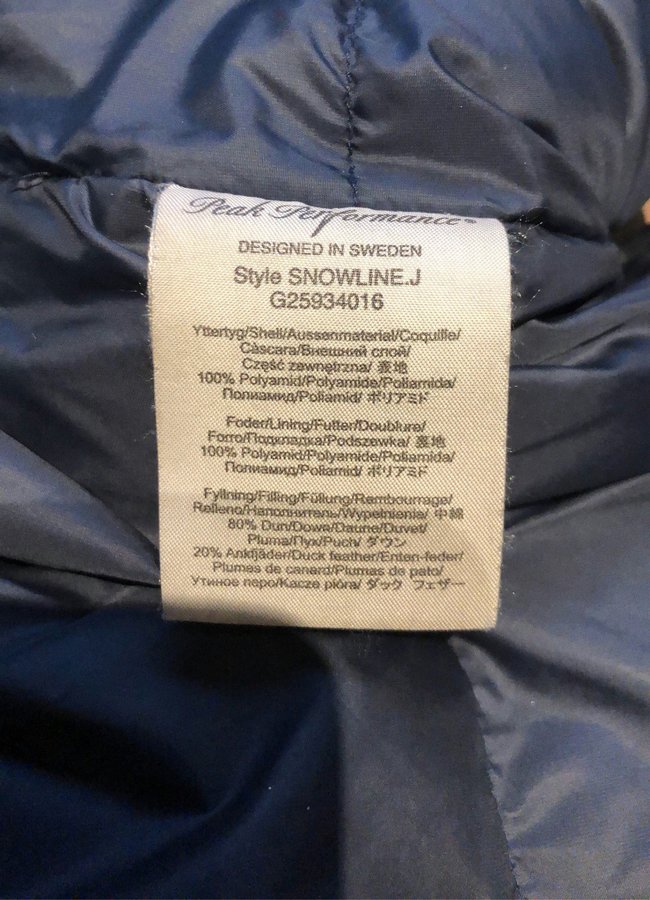 Peak Performance®
DESIGNED IN SWEDEN
Style SNOWLINE.J
G25934016
Yttertyg/Shell/Aussenmaterial/Coquille/
Càscara/Внешний слой/
Część zewnętrzna/ 表地
100% Polyamid/Polyamide/Poliamida/
Полиамид/Poliamid/ ポリアミド
Foder/Lining/Futter/Doublure/
Forro/Подкладка/Podszewka/ 裏地
100% Polyamid/Polyamide/Poliamida/
Полиамид/Poliamid/ ポリアミド
Fyllning/Filling/Füllung/Rembourrage/
Relleno/Наполнитель/Wypełnienie/ 中綿
80% Dun/Down/Daune/Duvet/
Pluma/Пух/Puch/ ダウン
20% Ankfjäder/Duck feather/Enten-feder/
Plumes de canard/Plumas de pato/
Утиное перо/Kacze pióra/ ダック フェザー